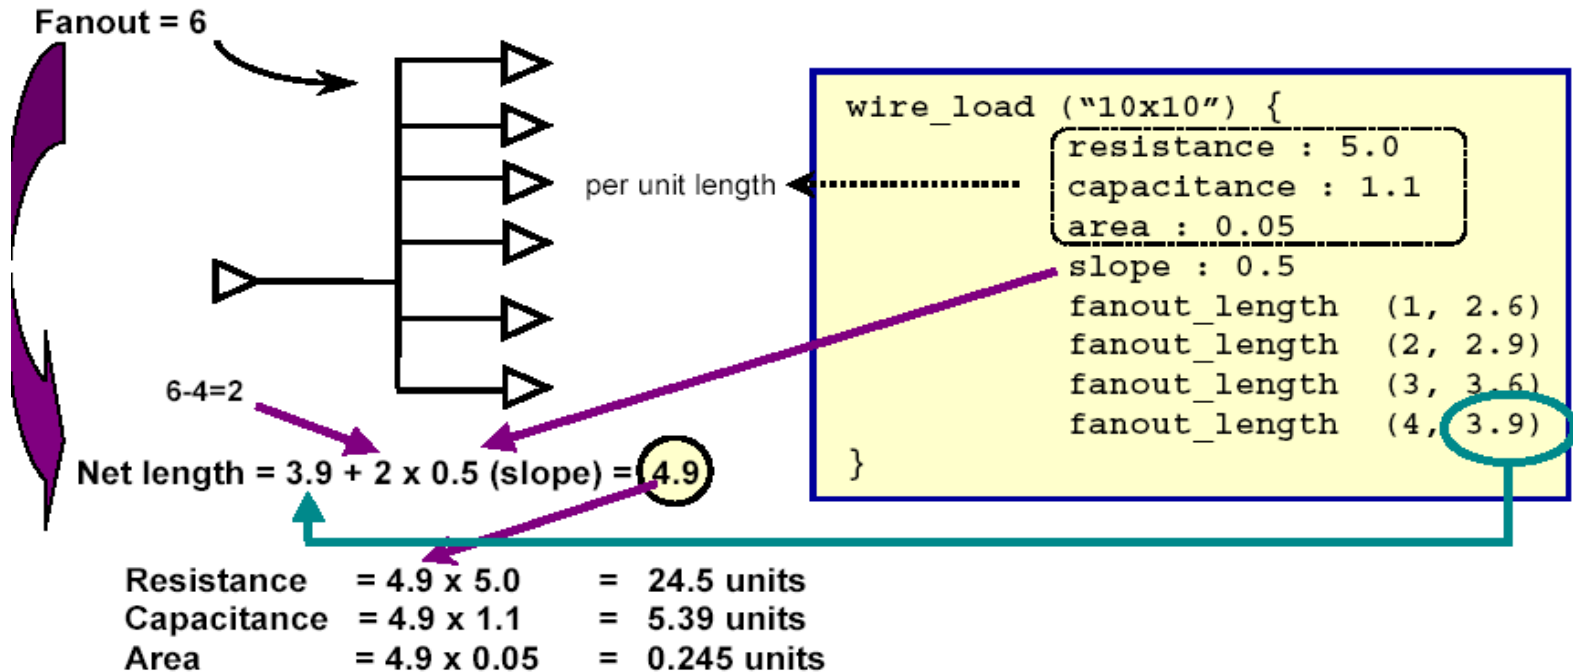 Fanout = 6
wire_load (“10x10”) {
resistance : 5.0
per unit length
capacitance : 1.1
area : 0.05
slope : 0.5
fanout_length (1, 2.6)
fanout_length (2, 2.9)
fanout_length (3, 3.6)
fanout_length (4, 3.9)
}
6-4=2
Net length = 3.9 + 2 x 0.5 (slope) = 4.9
Resistance = 4.9 x 5.0 = 24.5 units
Capacitance = 4.9 x 1.1 = 5.39 units
Area = 4.9 x 0.05 = 0.245 units